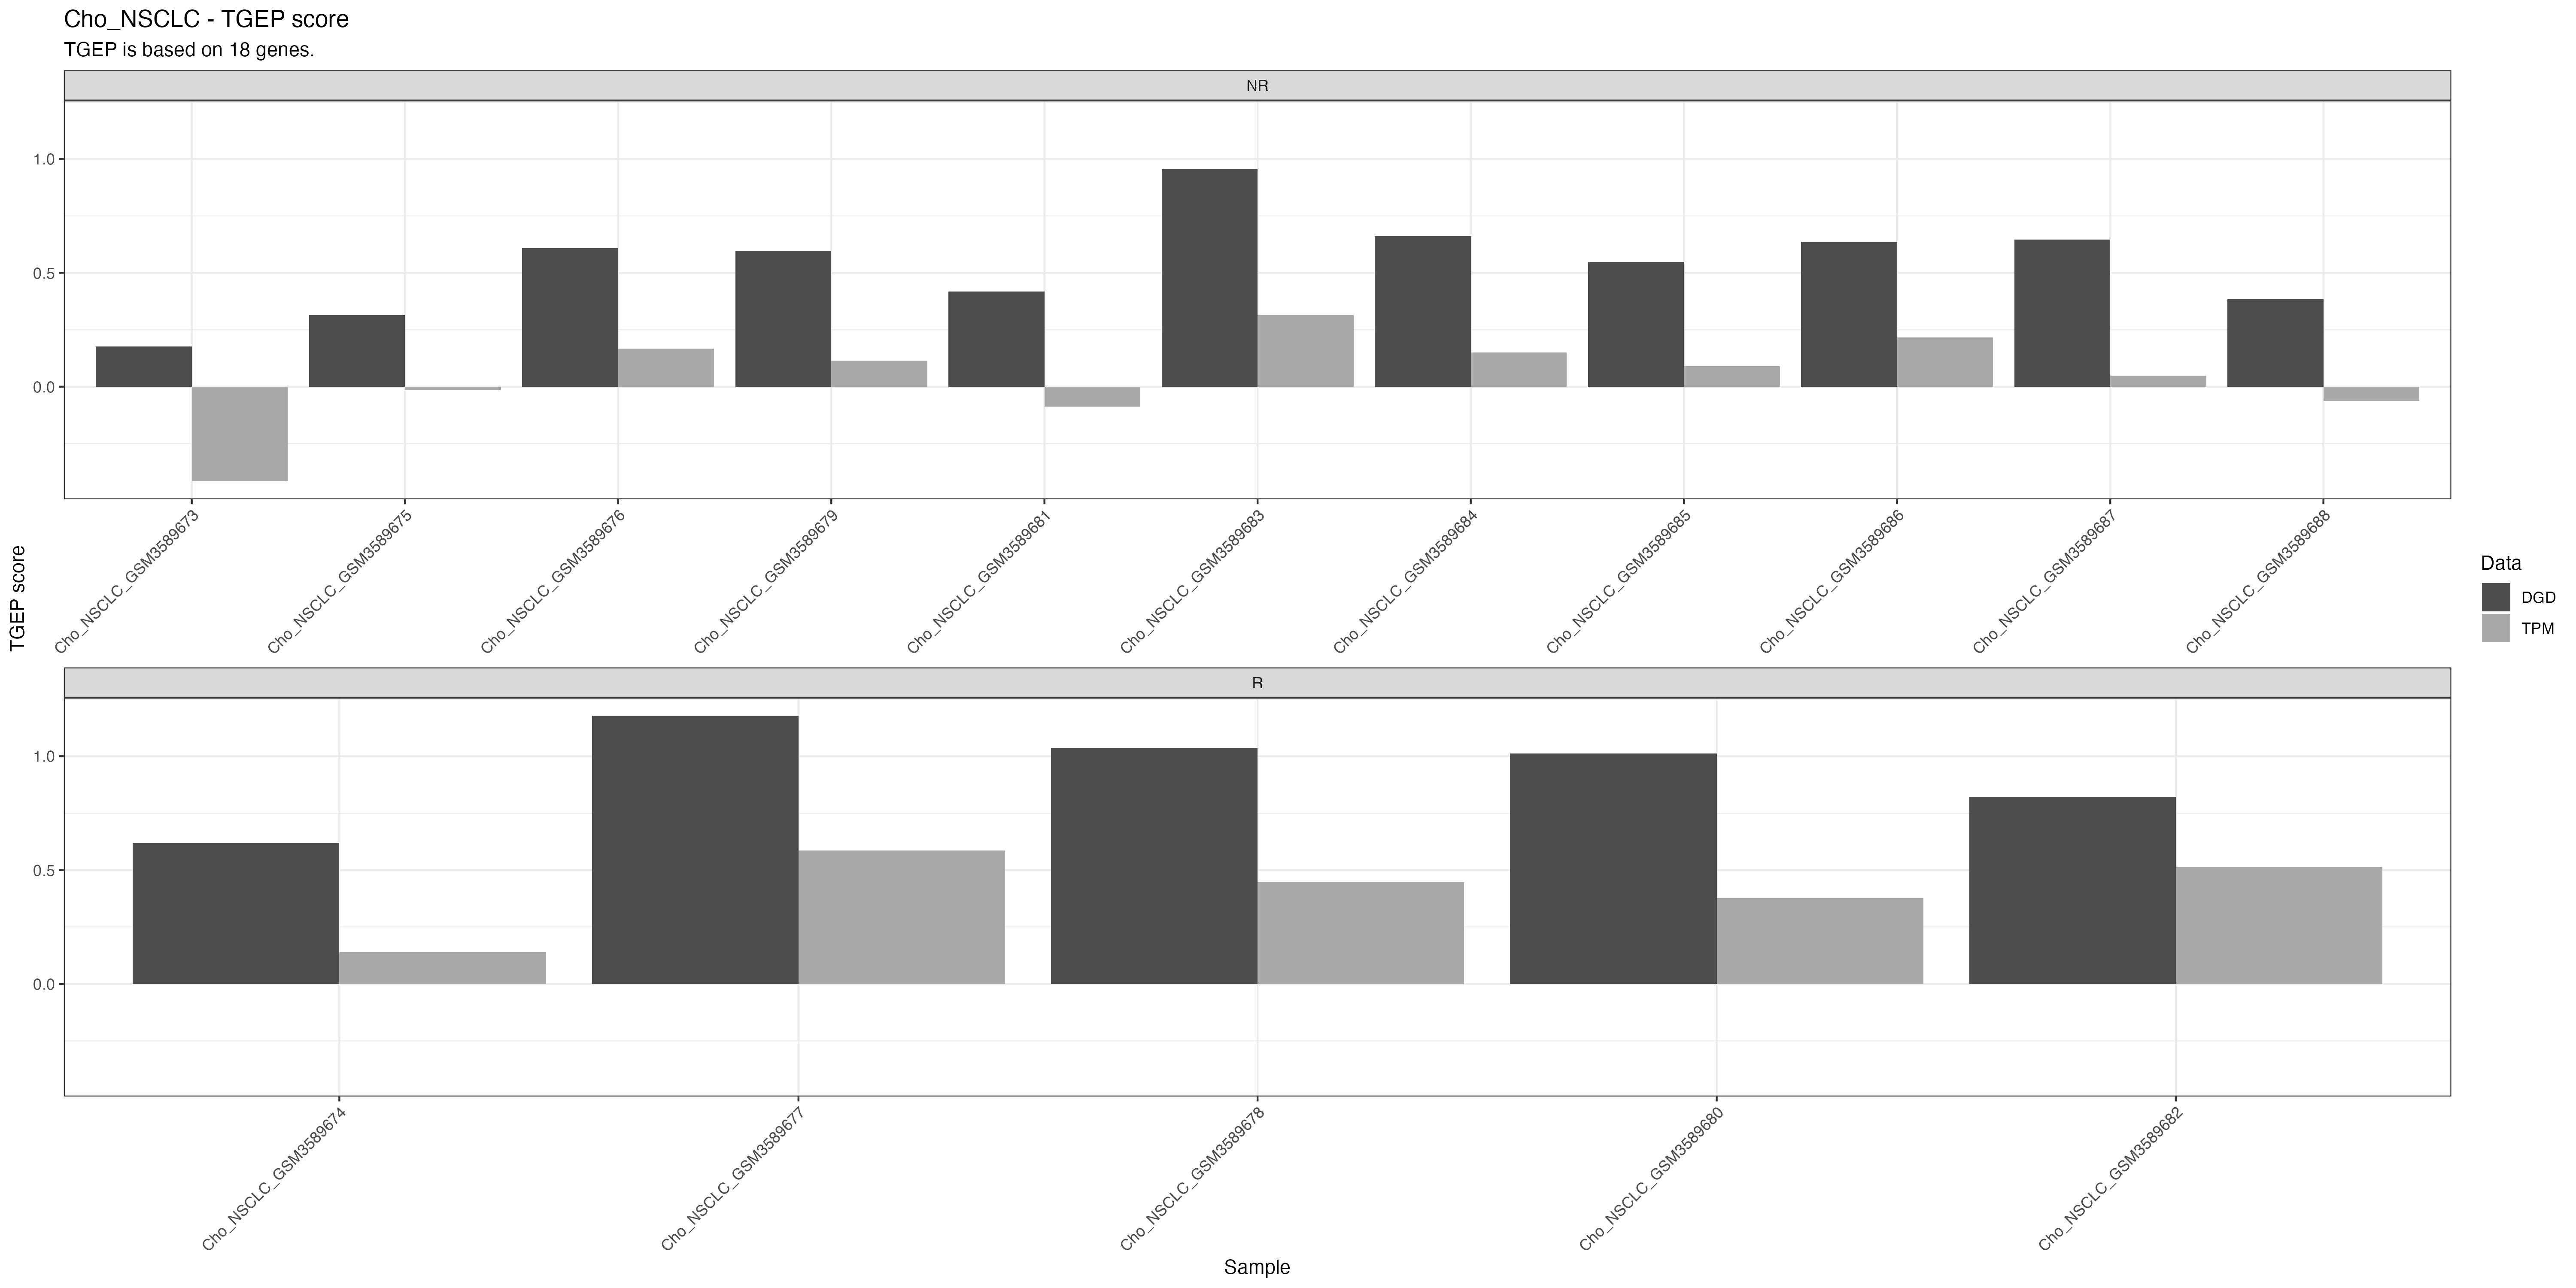 Cho_NSCLC - TGEP score
TGEP is based on 18 genes.
NR
1.0
0.5
0.0
Cho_NSCLC_GSM3589673
Cho_NSCLC_GSM3589675
Cho_NSCLC_GSM3589676
Cho_NSCLC_GSM3589679
Cho_NSCLC_GSM3589681
Cho_NSCLC_GSM3589683
Cho_NSCLC_GSM3589684
Cho_NSCLC_GSM3589685
Cho_NSCLC_GSM3589686
Cho_NSCLC_GSM3589687
Cho_NSCLC_GSM3589688
TGEP score
R
1.0
0.5
0.0
Cho_NSCLC_GSM3589674
Cho_NSCLC_GSM3589677
Cho_NSCLC_GSM3589678
Cho_NSCLC_GSM3589680
Cho_NSCLC_GSM3589682
Sample
Data
DGD
TPM